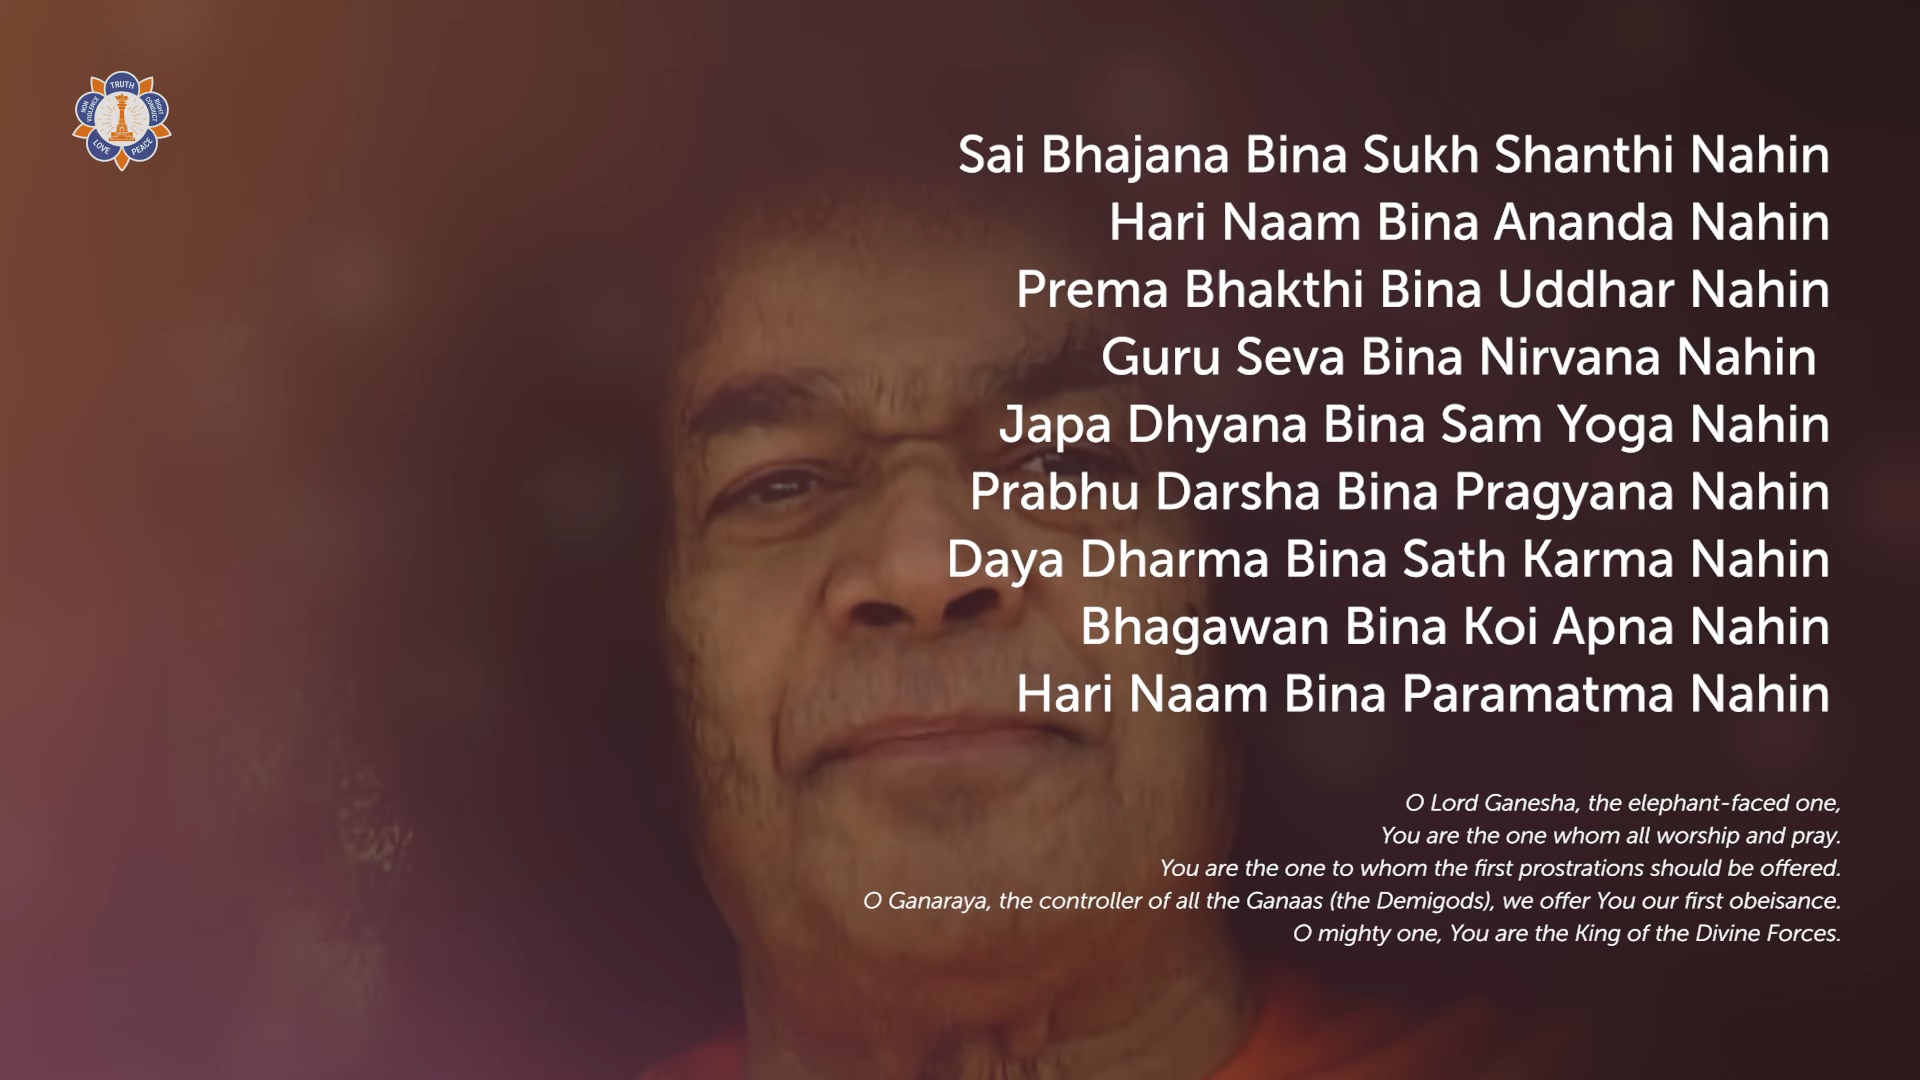 TRUTH
NON VIOLENCE
RIGHT CONDUCT
LOVE
PEACE
Sai Bhajana Bina Sukh Shanthi Nahin
Hari Naam Bina Ananda Nahin
Prema Bhakthi Bina Uddhar Nahin
Guru Seva Bina Nirvana Nahin
Japa Dhyana Bina Sam Yoga Nahin
Prabhu Darsha Bina Pragyana Nahin
Daya Dharma Bina Sath Karma Nahin
Bhagawan Bina Koi Apna Nahin
Hari Naam Bina Paramatma Nahin
O Lord Ganesha, the elephant-faced one,
You are the one whom all worship and pray.
You are the one to whom the first prostrations should be offered.
O Ganaraya, the controller of all the Ganaas (the Demigods), we offer You our first obeisance.
O mighty one, You are the King of the Divine Forces.